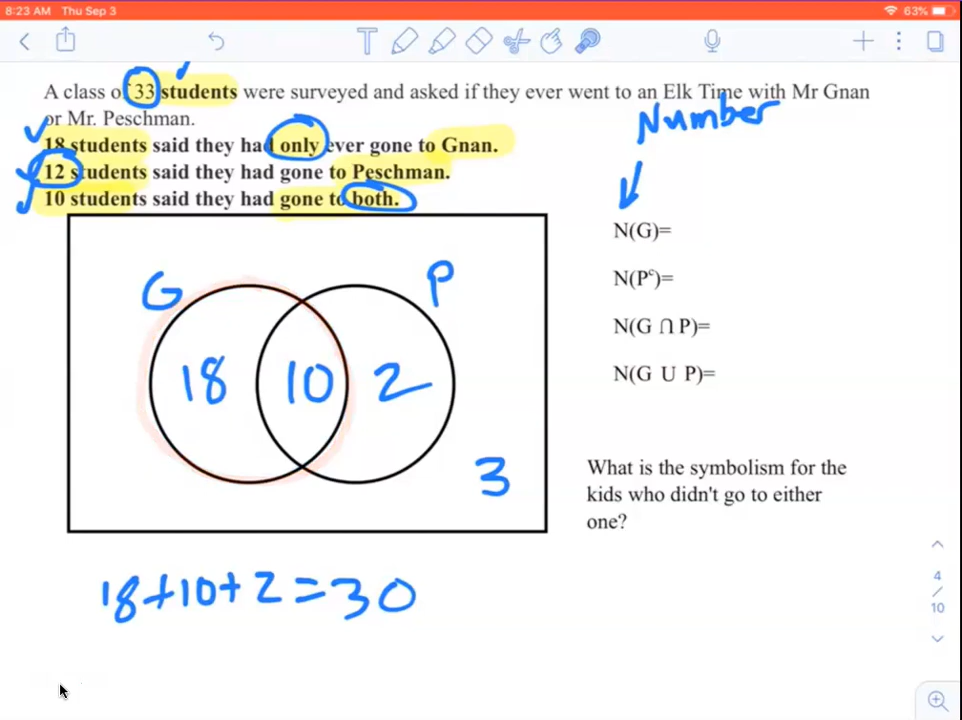 8:23 AM Thu Sep 3
63%
A class of 33 students were surveyed and asked if they ever went to an Elk Time with Mr Gnan
or Mr. Peschman.
18 students said they had only ever gone to Gnan.
12 students said they had gone to Peschman.
10 students said they had gone to both.
Number
N(G)=
N(Pᶜ)=
N(G ∩ P)=
N(G U P)=
G
P
18
10
2
3
What is the symbolism for the
kids who didn't go to either
one?
18+10+2=30
4
/
10